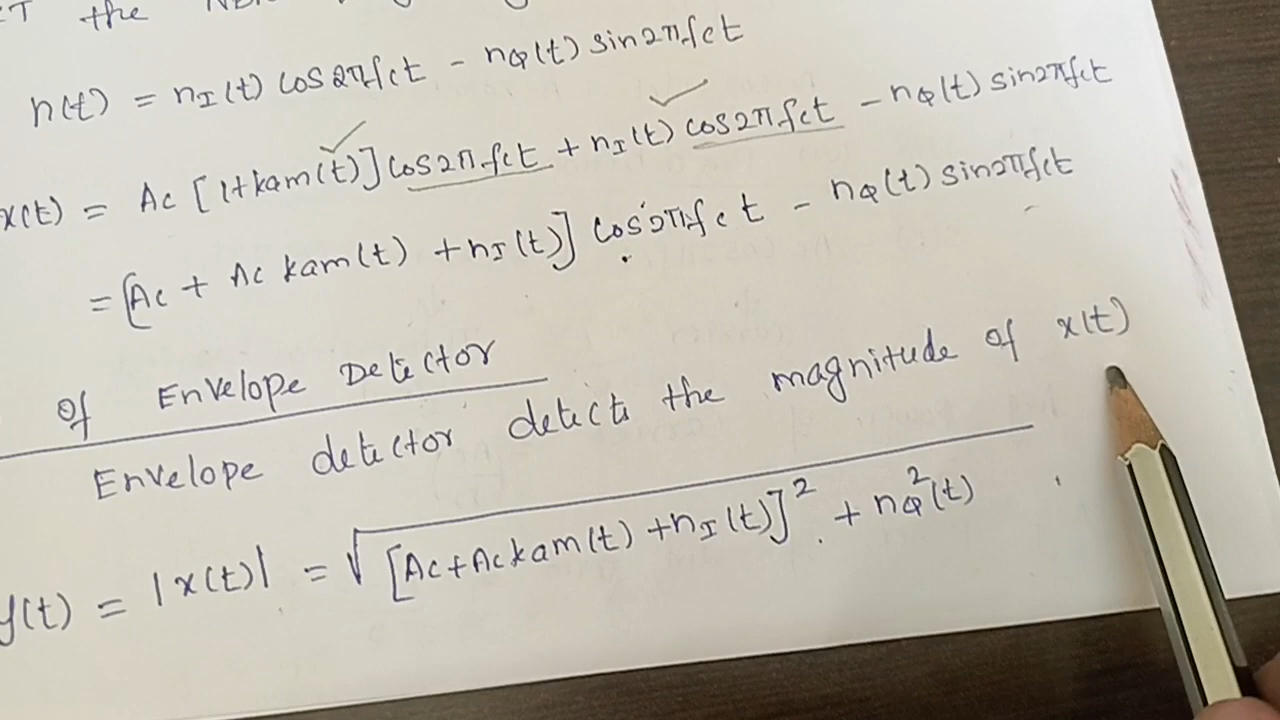 the
n(t) = nI(t) cos2πfct - nQ(t) sin2πfct
x(t) = Ac [1+kam(t)] cos2πfct + nI(t) cos2πfct - nQ(t) sin2πfct
= [Ac + Ac kam(t) + nI(t)] cos2πfct - nQ(t) sin2πfct
Of Envelope Detector
Envelope detector detects the magnitude of x(t)
y(t) = |x(t)| = √[Ac+Ackam(t) + nI(t)]² + nQ²(t)